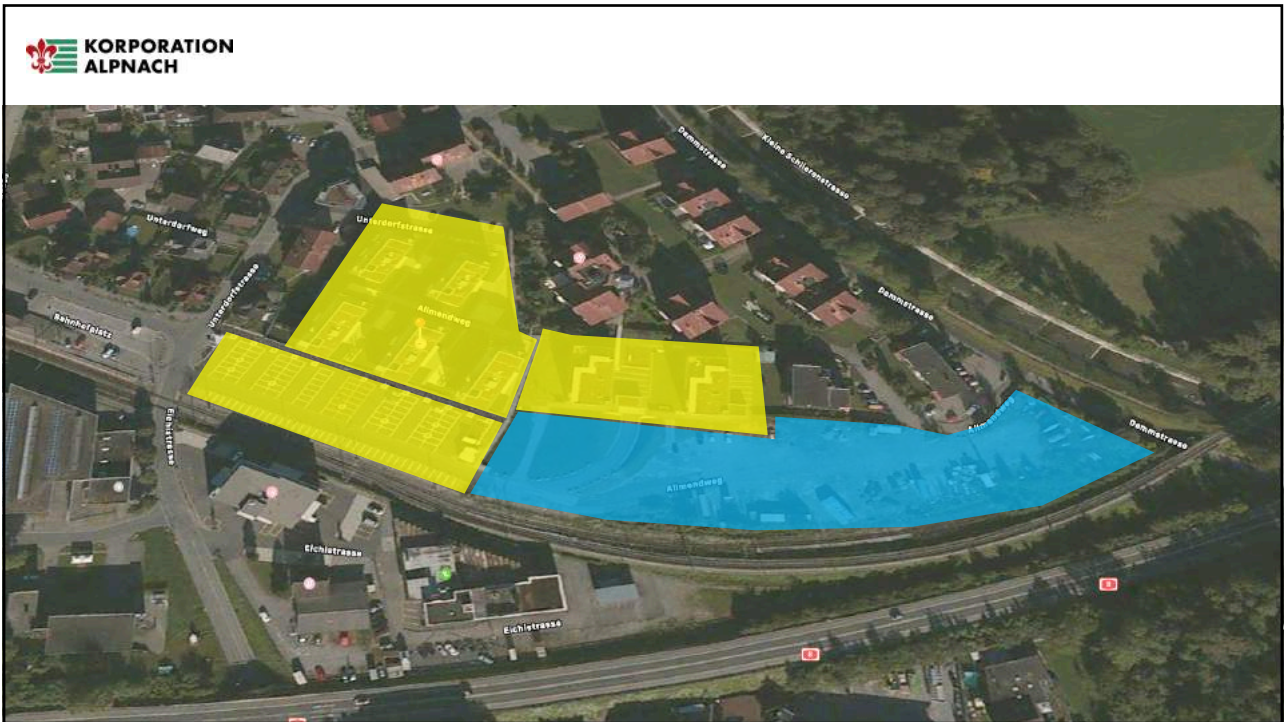 KORPORATION
ALPNACH
Dammstrasse
Kleine Schlierenstrasse
Unterdorfweg
Unterdorfstrasse
Unterdorfstrasse
Dammstrasse
Allmendweg
Bahnhofplatz
Eichistrasse
Dammstrasse
Allmendweg
Eichistrasse
Eichistrasse
8
8